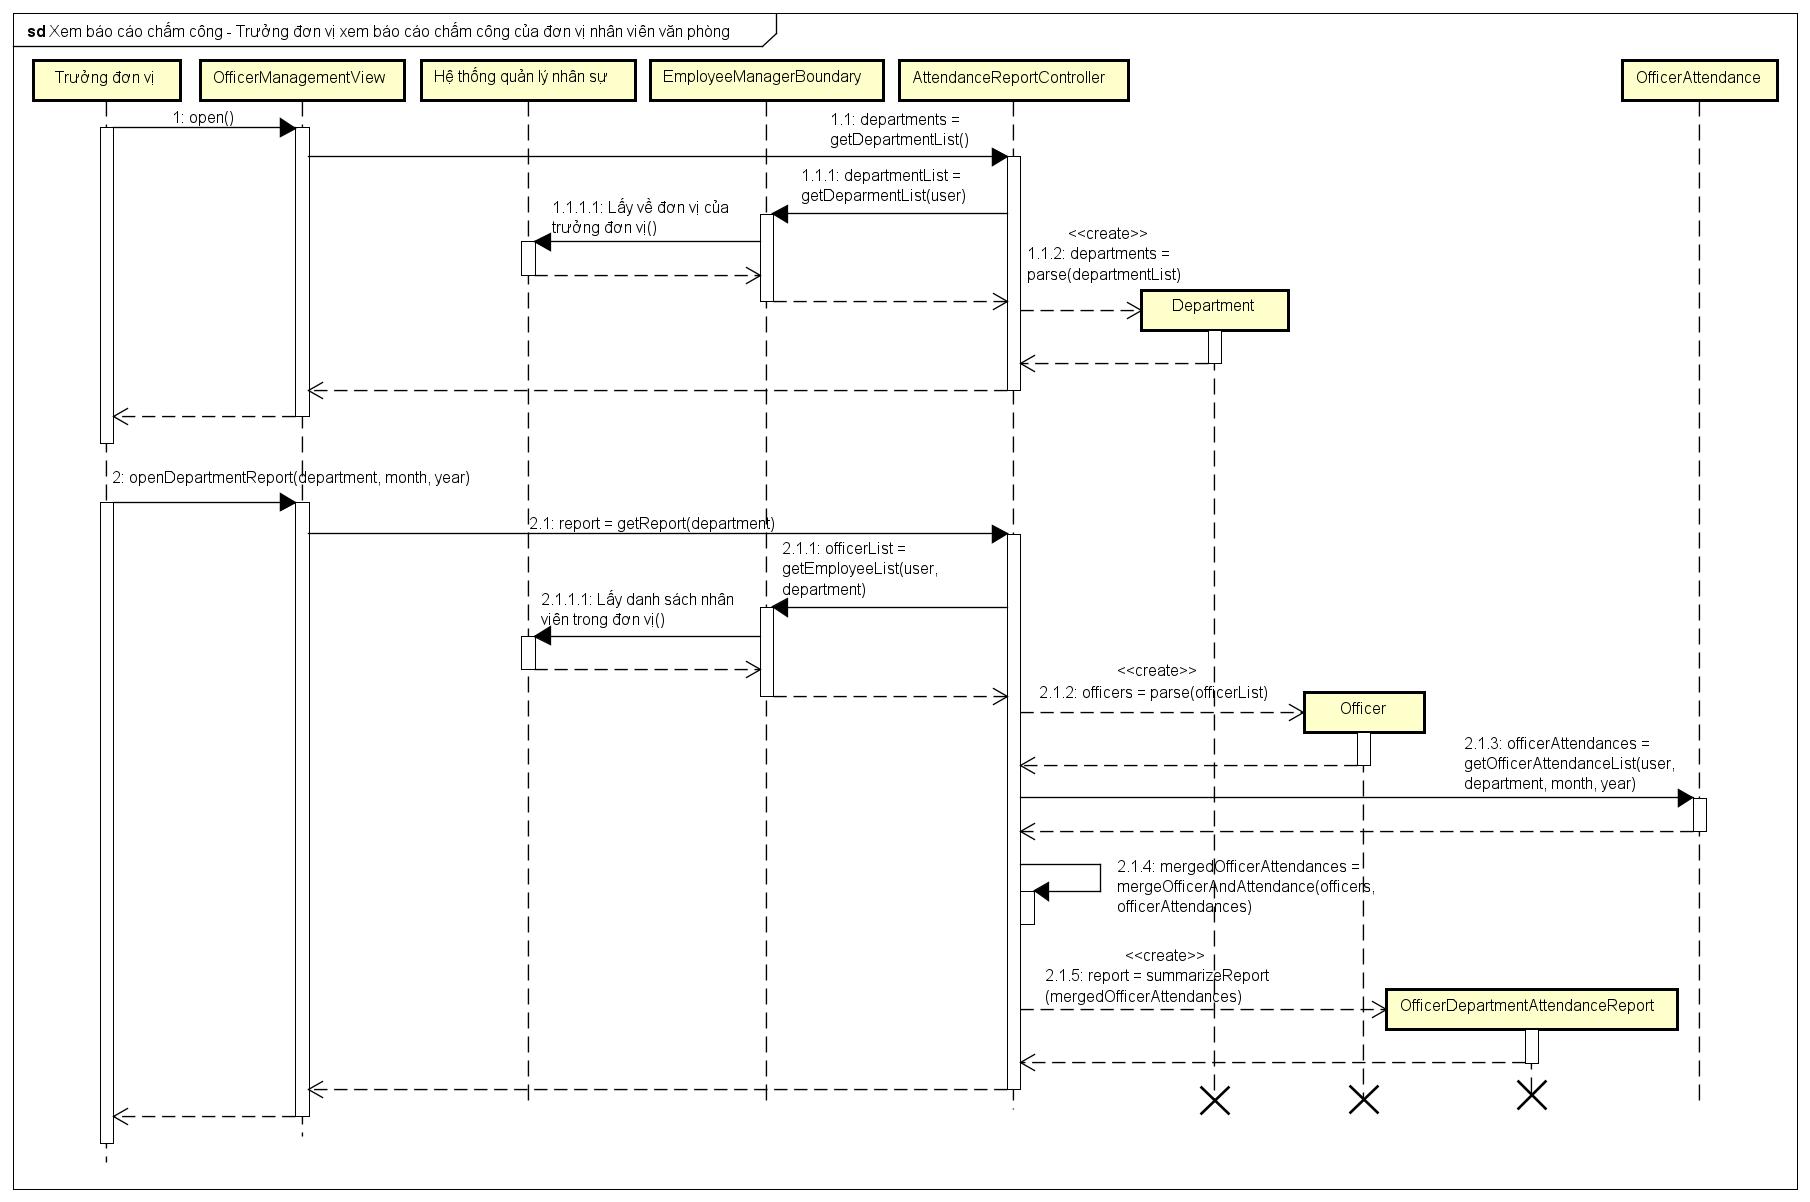 sd Xem báo cáo chấm công - Trưởng đơn vị xem báo cáo chấm công của đơn vị nhân viên văn phòng
Trưởng đơn vị
OfficerManagementView
Hệ thống quản lý nhân sự
EmployeeManagerBoundary
AttendanceReportController
OfficerAttendance
1: open()
1.1: departments =
getDepartmentList()
1.1.1: departmentList =
getDeparmentList(user)
1.1.1.1: Lấy về đơn vị của
trưởng đơn vị()
<<create>>
1.1.2: departments =
parse(departmentList)
Department
2: openDepartmentReport(department, month, year)
2.1: report = getReport(department)
2.1.1: officerList =
getEmployeeList(user,
department)
2.1.1.1: Lấy danh sách nhân
viên trong đơn vị()
<<create>>
2.1.2: officers = parse(officerList)
Officer
2.1.3: officerAttendances =
getOfficerAttendanceList(user,
department, month, year)
2.1.4: mergedOfficerAttendances =
mergeOfficerAndAttendance(officers,
officerAttendances)
<<create>>
2.1.5: report = summarizeReport
(mergedOfficerAttendances)
OfficerDepartmentAttendanceReport